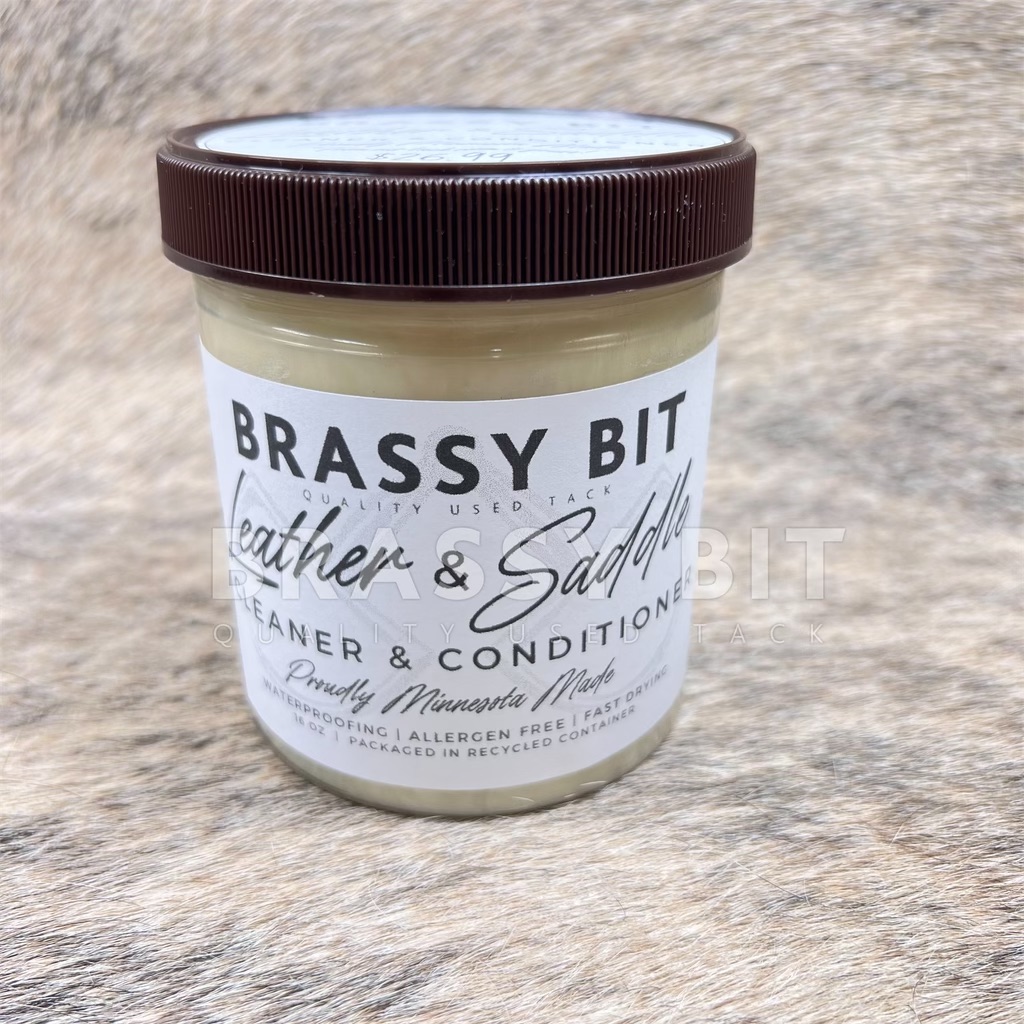 BRASSY BIT
QUALITY USED TACK
Leather & Saddle
CLEANER & CONDITIONER
Proudly Minnesota Made
WATERPROOFING | ALLERGEN FREE | FAST DRYING
16 OZ | PACKAGED IN RECYCLED CONTAINER
BRASSY BIT
QUALITY USED TACK